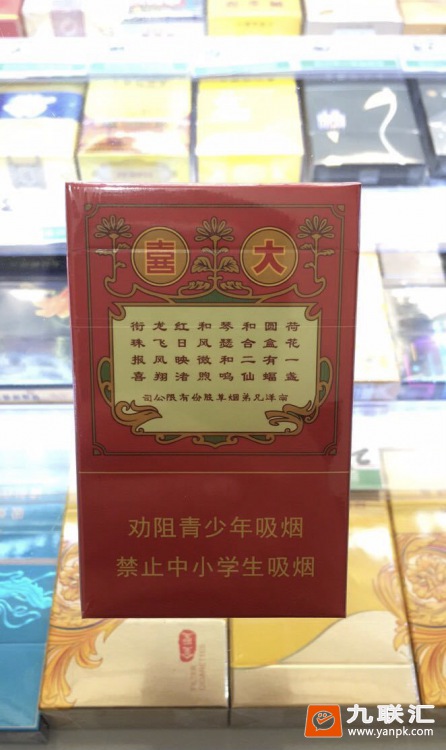 大喜
荷花一盏
圆盒有蝠
和合二仙
琴瑟和鸣
和风微煦
红日映渚
龙飞凤翔
衔珠报喜
南洋兄弟烟草股份有限公司
劝阻青少年吸烟
禁止中小学生吸烟
九联汇
www.yanpk.com